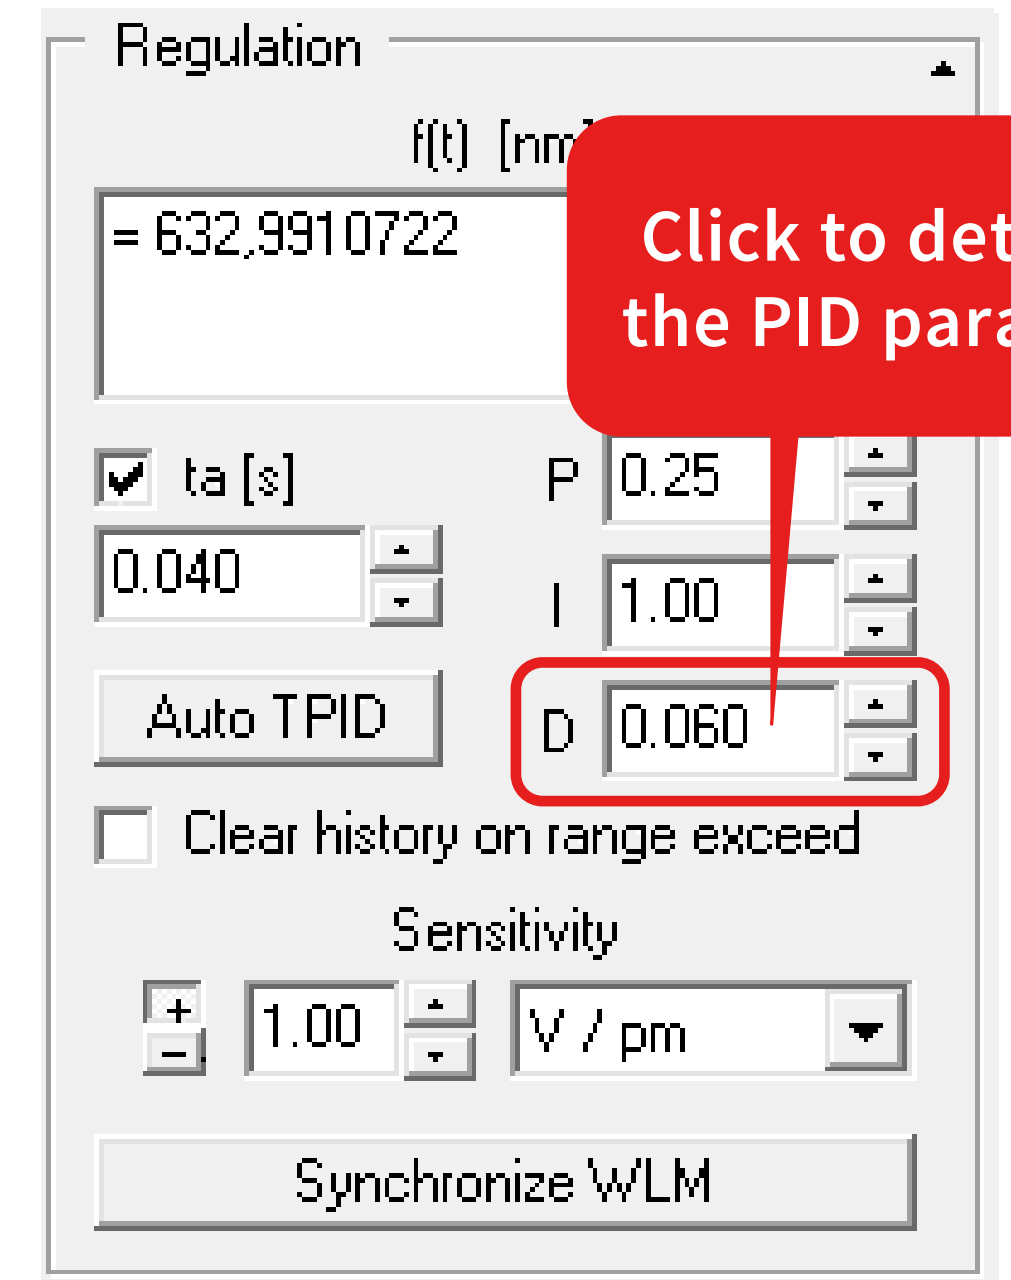 Regulation
f(t) [nm]
= 632,9910722
Click to det
the PID para
ta [s]
P 0.25
0.040
I 1.00
Auto TPID
D 0.060
Clear history on range exceed
Sensitivity
+
-
1.00
V / pm
Synchronize WLM